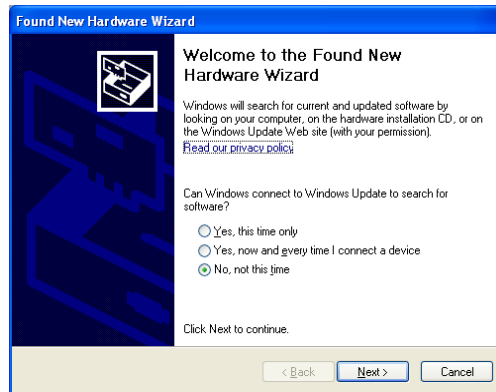 Found New Hardware Wizard
Welcome to the Found New
Hardware Wizard
Windows will search for current and updated software by
looking on your computer, on the hardware installation CD, or on
the Windows Update Web site (with your permission).
Read our privacy policy
Can Windows connect to Windows Update to search for
software?
Yes, this time only
Yes, now and every time I connect a device
No, not this time
Click Next to continue.
< Back
Next >
Cancel